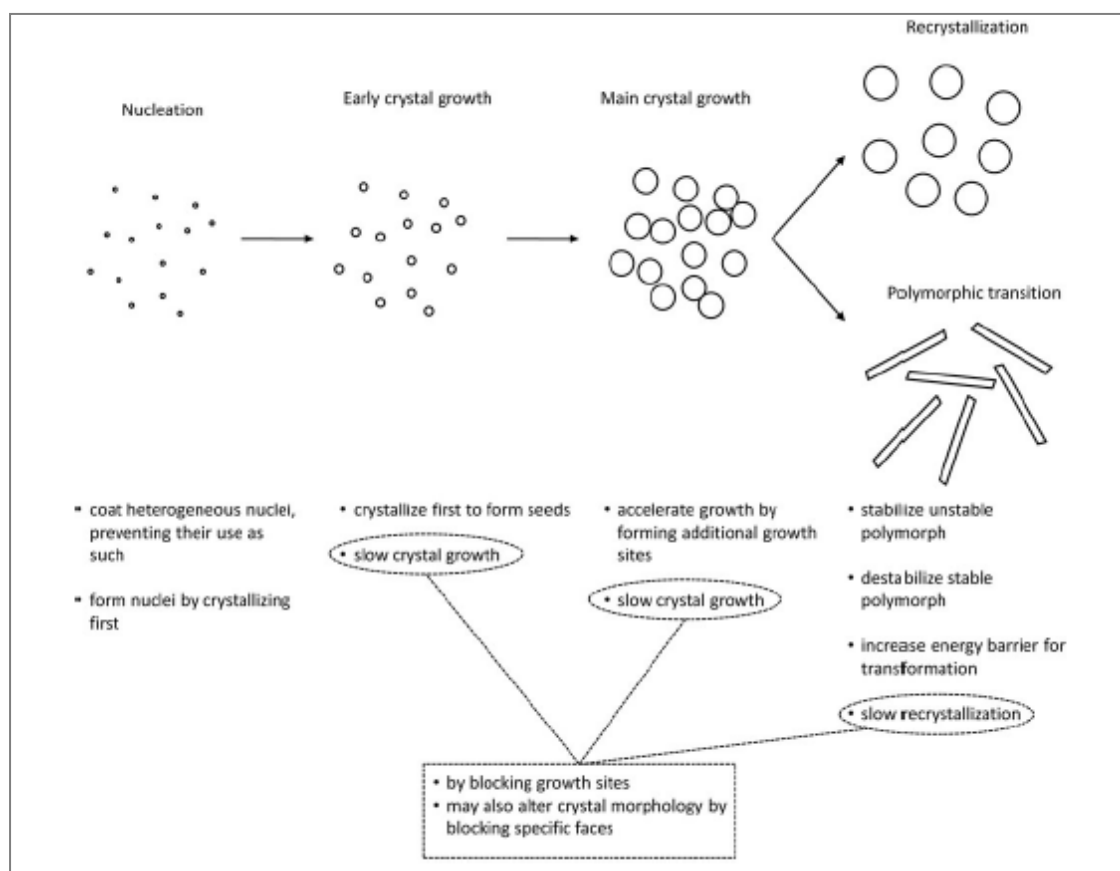 Recrystallization
Nucleation
Early crystal growth
Main crystal growth
Polymorphic transition
• coat heterogeneous nuclei,
preventing their use as
such
• form nuclei by crystallizing
first
• crystallize first to form seeds
• slow crystal growth
• accelerate growth by
forming additional growth
sites
• slow crystal growth
• stabilize unstable
polymorph
• destabilize stable
polymorph
• increase energy barrier for
transformation
• slow recrystallization
• by blocking growth sites
• may also alter crystal morphology by
blocking specific faces